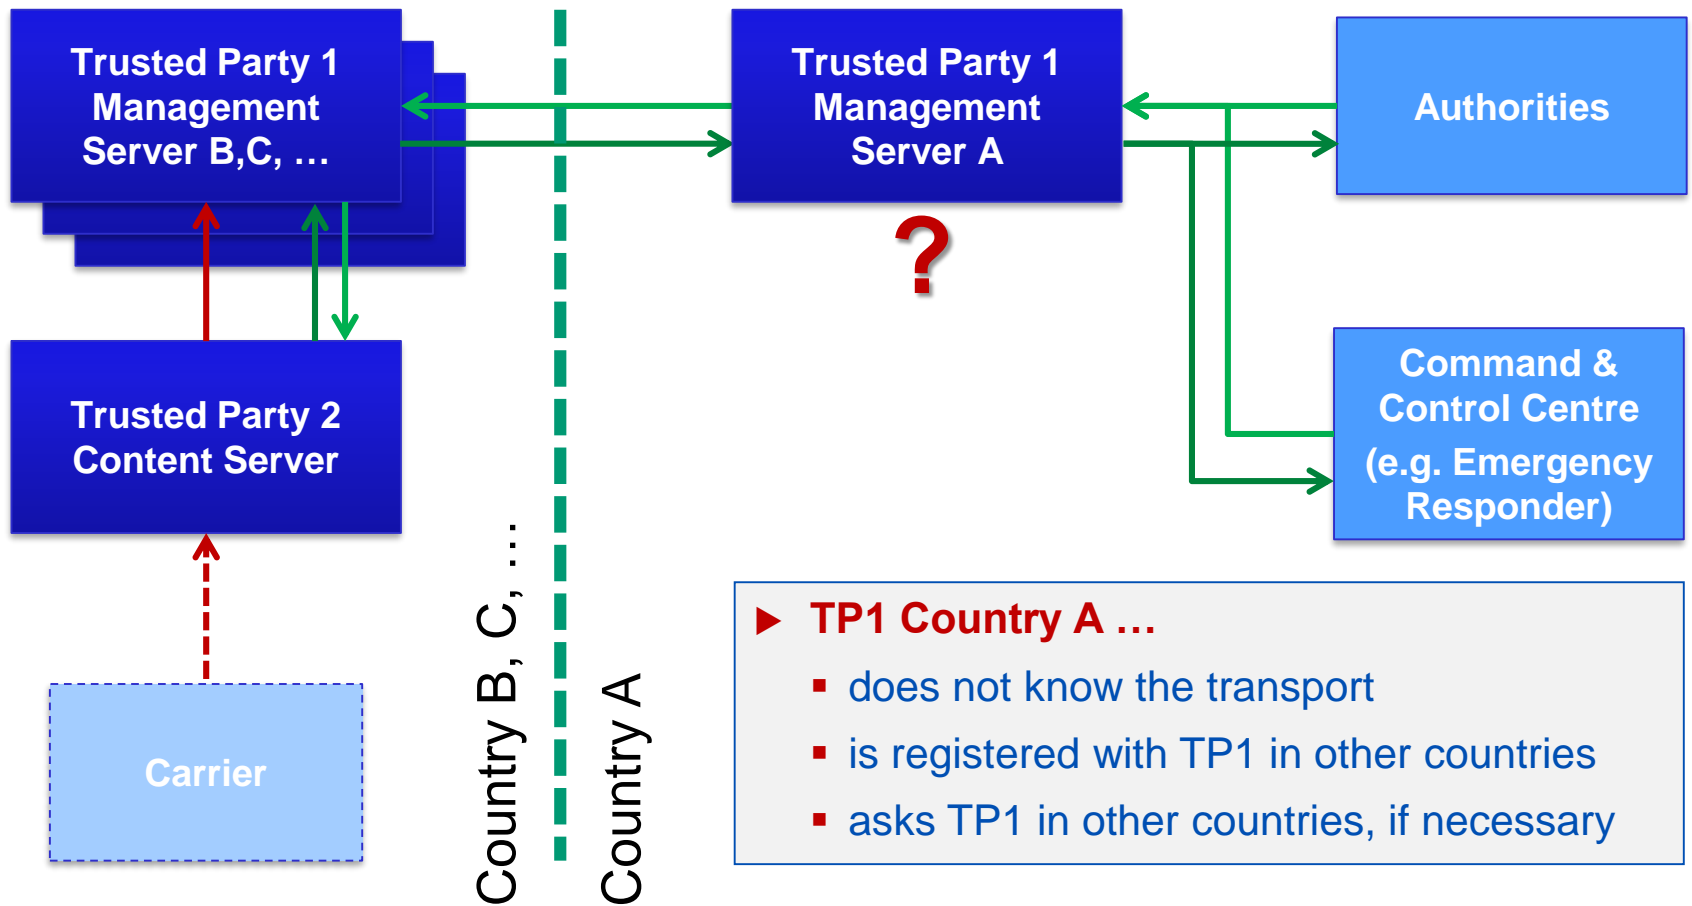 Trusted Party 1
Management
Server B,C, …
Trusted Party 1
Management
Server A
Authorities
?
Trusted Party 2
Content Server
Command &
Control Centre
(e.g. Emergency
Responder)
Carrier
Country B, C, …
Country A
TP1 Country A …
does not know the transport
is registered with TP1 in other countries
asks TP1 in other countries, if necessary